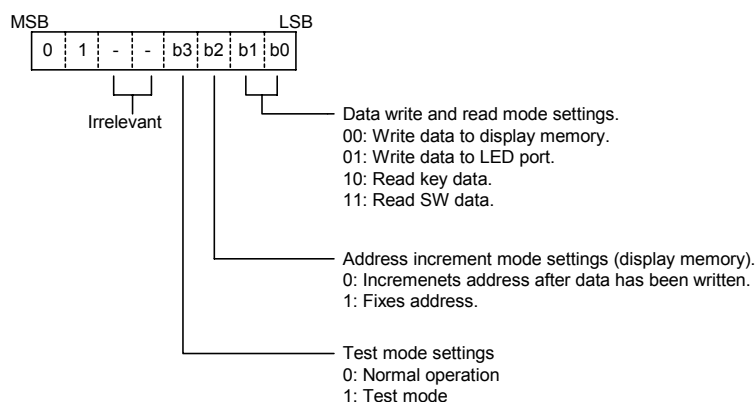 MSB LSB
0 1 - - b3 b2 b1 b0
Irrelevant
Data write and read mode settings.
00: Write data to display memory.
01: Write data to LED port.
10: Read key data.
11: Read SW data.
Address increment mode settings (display memory).
0: Incremenets address after data has been written.
1: Fixes address.
Test mode settings
0: Normal operation
1: Test mode